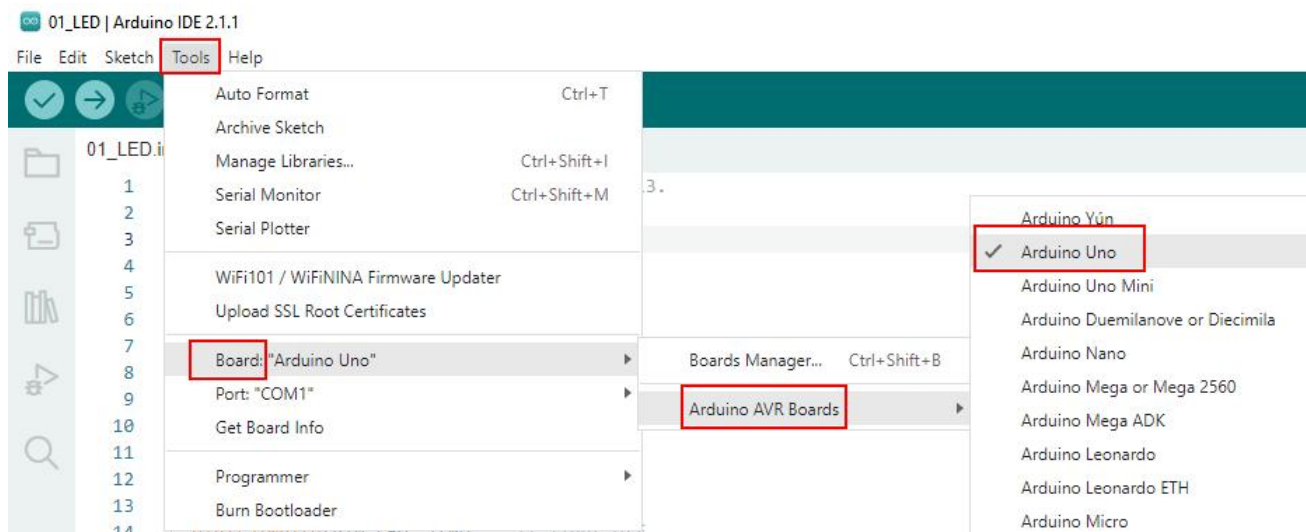 01_LED | Arduino IDE 2.1.1
File Edit Sketch Tools Help
Auto Format Ctrl+T
Archive Sketch
01_LED.i
Manage Libraries... Ctrl+Shift+I
1
Serial Monitor Ctrl+Shift+M
3.
2
Serial Plotter
3
4
WiFi101 / WiFiNINA Firmware Updater
5
Upload SSL Root Certificates
6
7
Board: "Arduino Uno"
8
Port: "COM1"
9
Get Board Info
10
11
Programmer
12
Burn Bootloader
13
14
Boards Manager... Ctrl+Shift+B
Arduino AVR Boards
Arduino Yún
Arduino Uno
Arduino Uno Mini
Arduino Duemilanove or Diecimila
Arduino Nano
Arduino Mega or Mega 2560
Arduino Mega ADK
Arduino Leonardo
Arduino Leonardo ETH
Arduino Micro